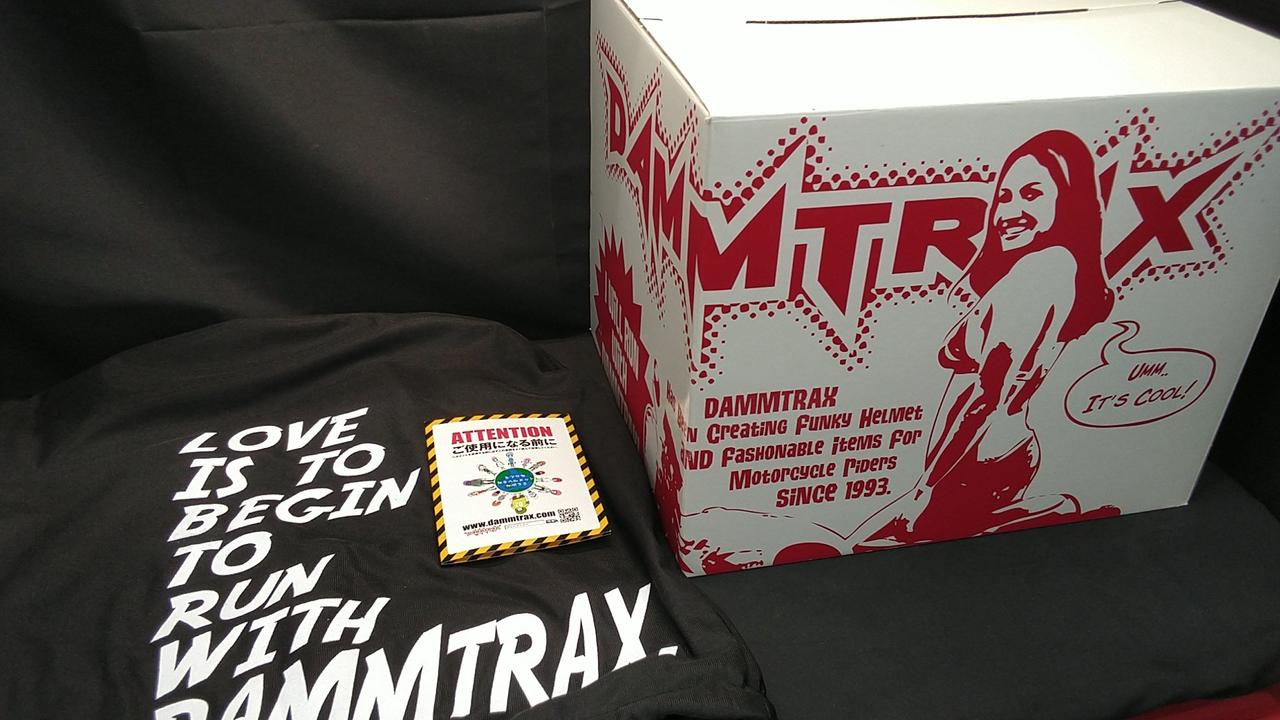 LOVE
IS TO
BEGIN
TO
RUN
WITH
DAMMTRAX.
ATTENTION
ご使用になる前に
www.dammtrax.com
DAMMTRAX
DAMMTRAX
N Creating Funky Helmet
ND Fashonable items For
Motorcycle Riders
SiNCE 1993.
UMM..
IT'S COOL!